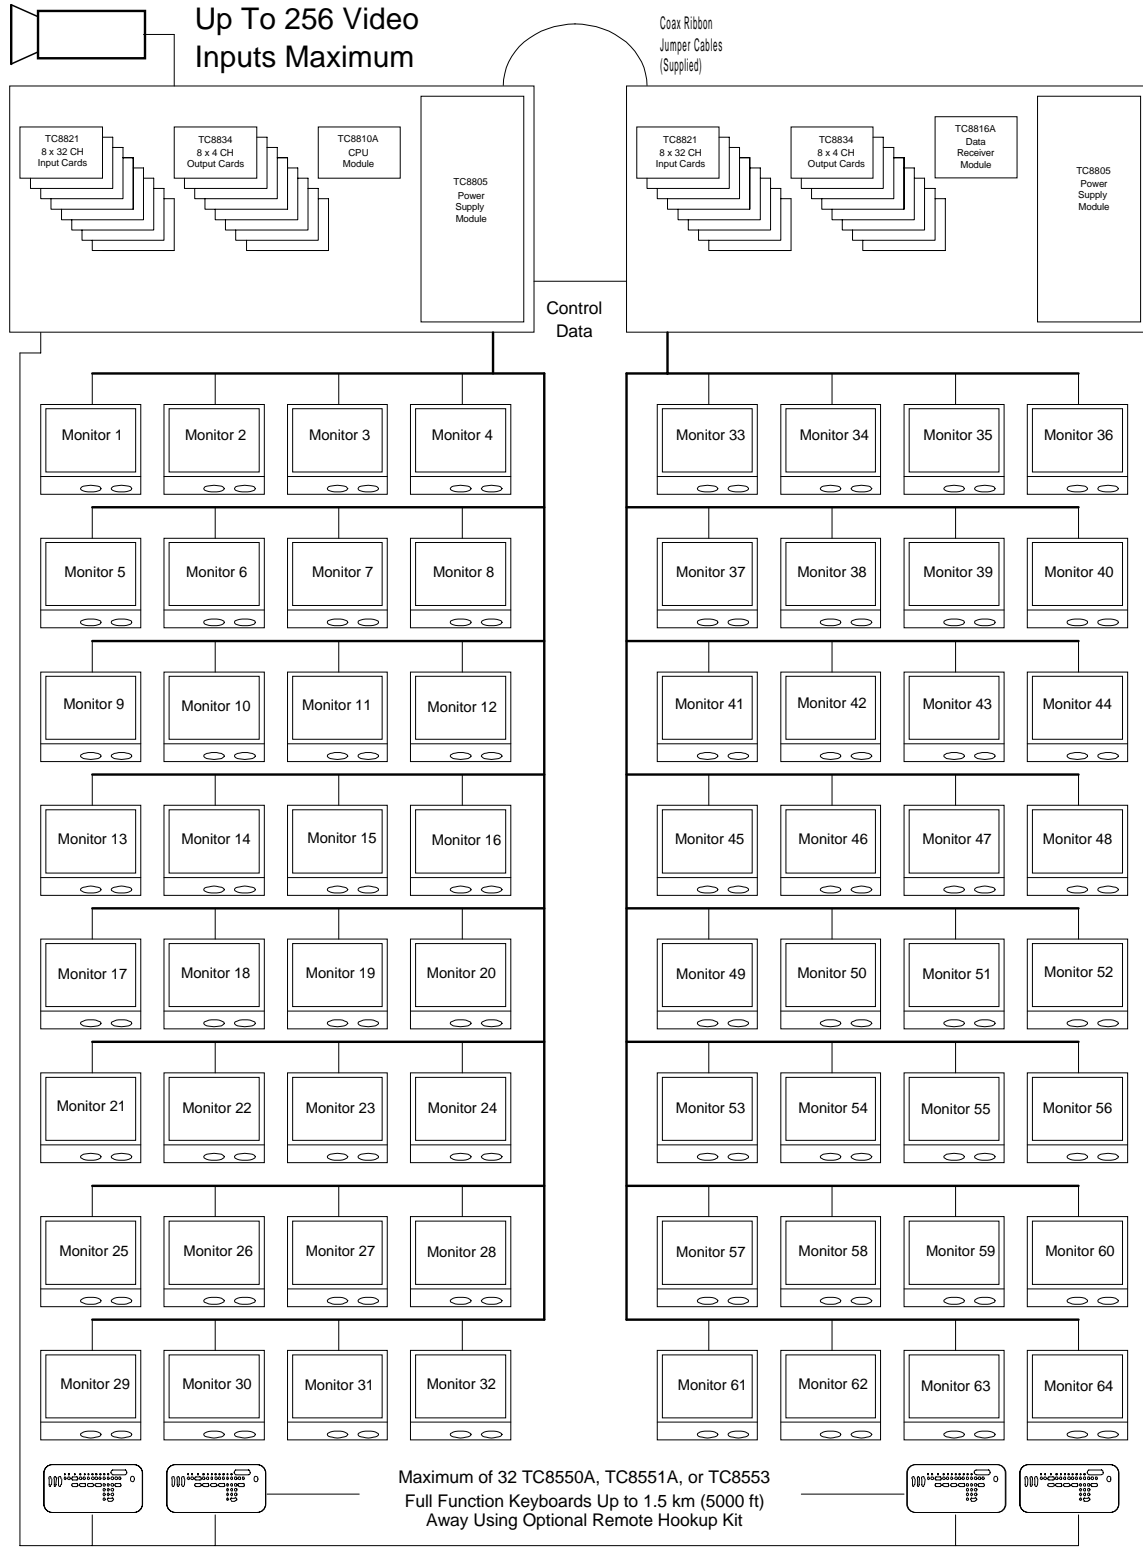 Up To 256 Video
Inputs Maximum
Coax Ribbon
Jumper Cables
(Supplied)
TC8821
8 x 32 CH
Input Cards
TC8834
8 x 4 CH
Output Cards
TC8810A
CPU
Module
TC8805
Power
Supply
Module
TC8821
8 x 32 CH
Input Cards
TC8834
8 x 4 CH
Output Cards
TC8816A
Data
Receiver
Module
TC8805
Power
Supply
Module
Control
Data
Monitor 1
Monitor 2
Monitor 3
Monitor 4
Monitor 33
Monitor 34
Monitor 35
Monitor 36
Monitor 5
Monitor 6
Monitor 7
Monitor 8
Monitor 37
Monitor 38
Monitor 39
Monitor 40
Monitor 9
Monitor 10
Monitor 11
Monitor 12
Monitor 41
Monitor 42
Monitor 43
Monitor 44
Monitor 13
Monitor 14
Monitor 15
Monitor 16
Monitor 45
Monitor 46
Monitor 47
Monitor 48
Monitor 17
Monitor 18
Monitor 19
Monitor 20
Monitor 49
Monitor 50
Monitor 51
Monitor 52
Monitor 21
Monitor 22
Monitor 23
Monitor 24
Monitor 53
Monitor 54
Monitor 55
Monitor 56
Monitor 25
Monitor 26
Monitor 27
Monitor 28
Monitor 57
Monitor 58
Monitor 59
Monitor 60
Monitor 29
Monitor 30
Monitor 31
Monitor 32
Monitor 61
Monitor 62
Monitor 63
Monitor 64
Maximum of 32 TC8550A, TC8551A, or TC8553
Full Function Keyboards Up to 1.5 km (5000 ft)
Away Using Optional Remote Hookup Kit